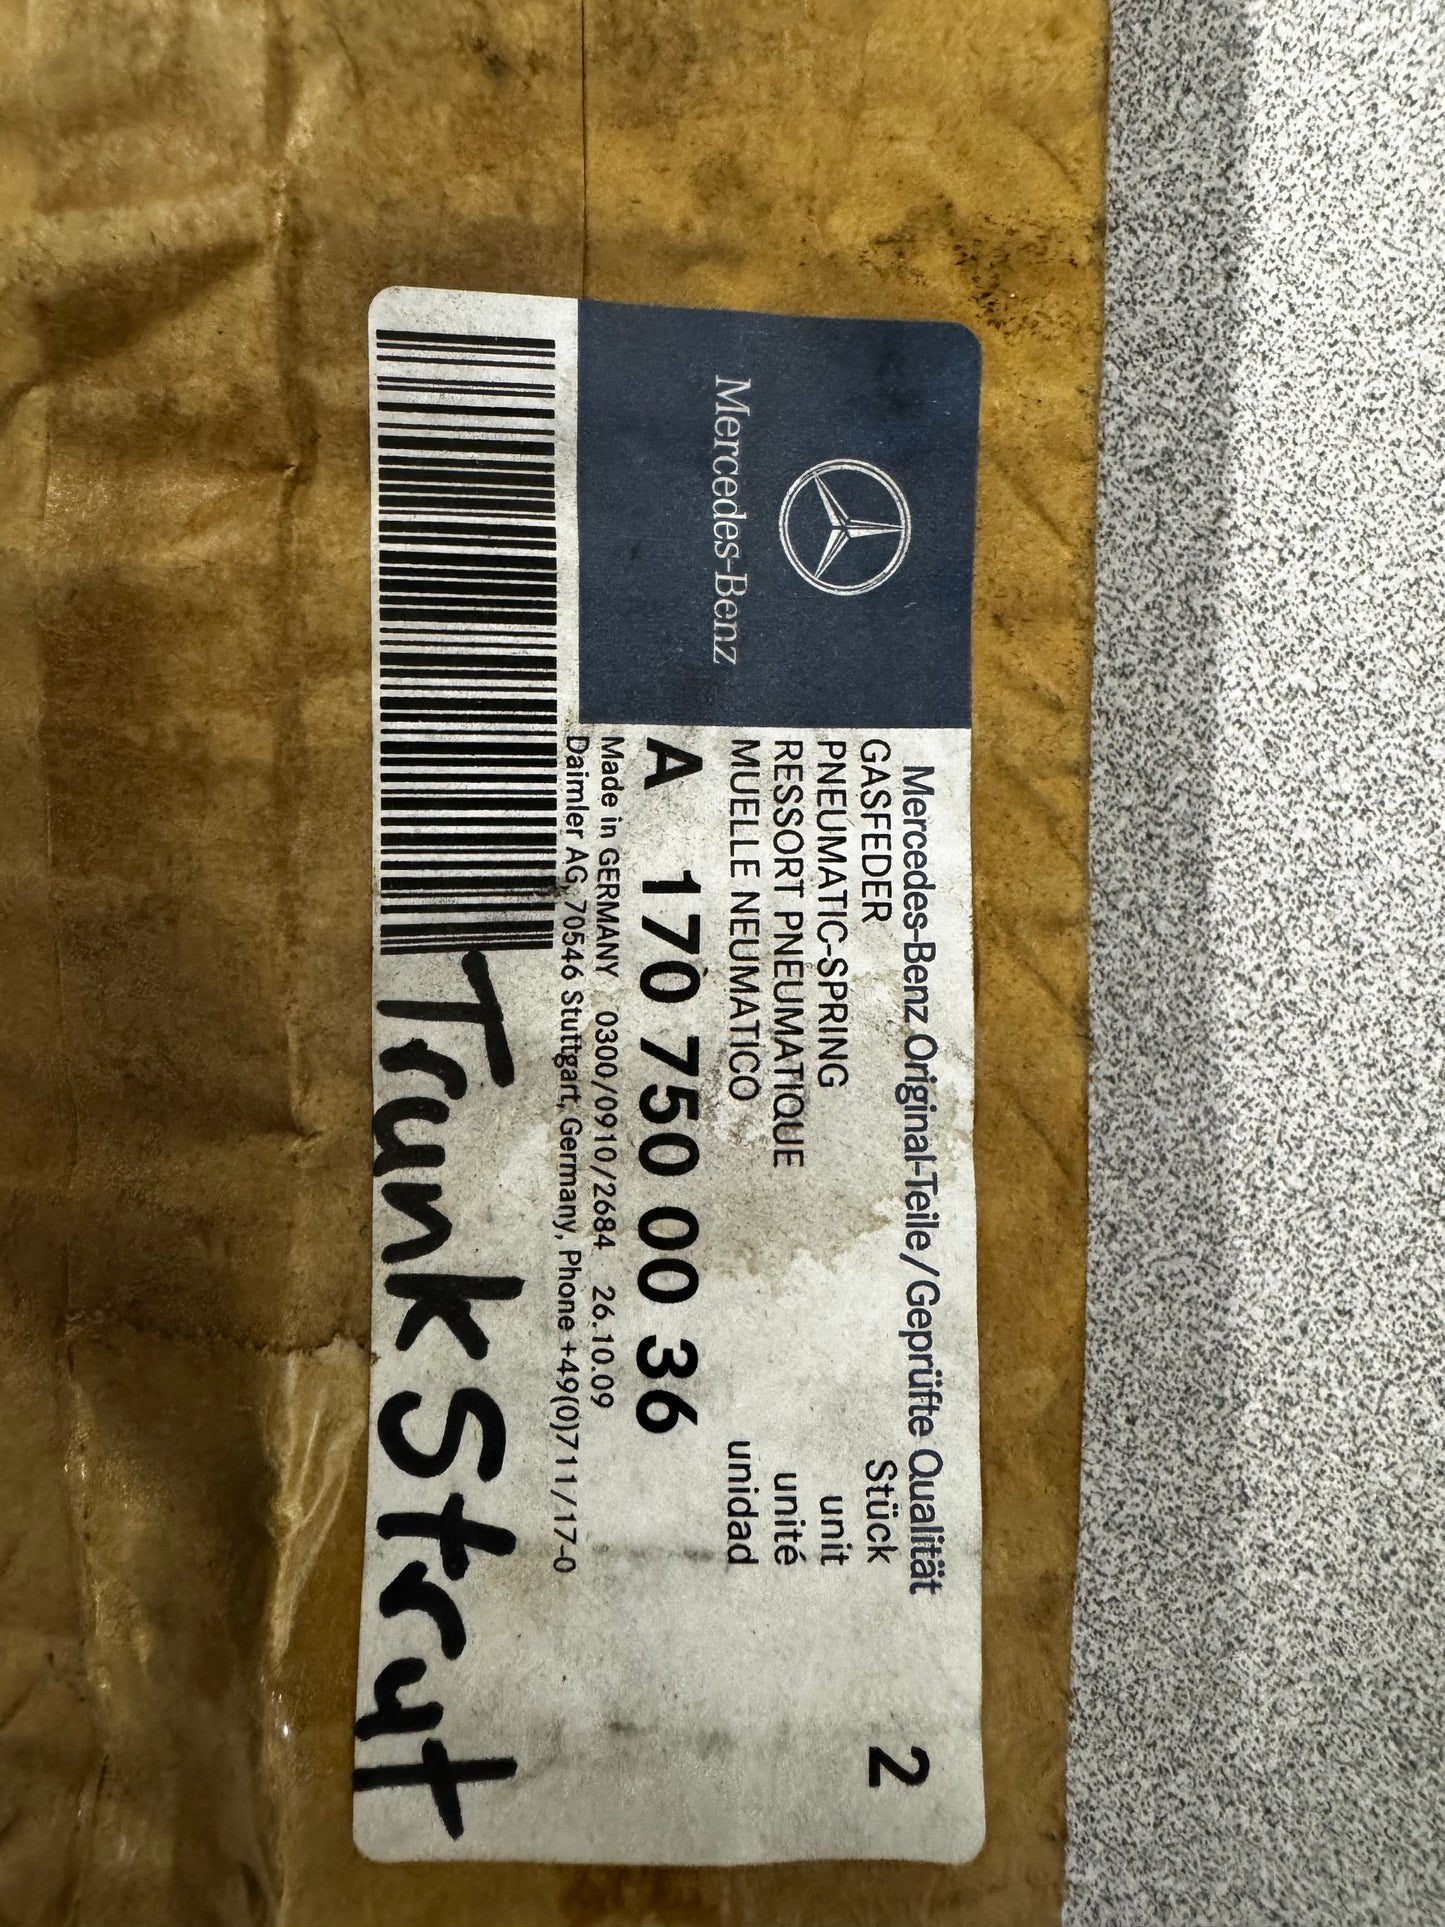 Mercedes-Benz
Mercedes-Benz Original-Teile/Geprüfte Qualität
GASFEDER Stück 2
PNEUMATIC-SPRING unit
RESSORT PNEUMATIQUE unité
MUELLE NEUMATICO unidad
A 170 750 00 36
Made in GERMANY 0300/0910/2684 26.10.09
Daimler AG, 70546 Stuttgart, Germany, Phone +49(0)711/17-0
Trunk Strut